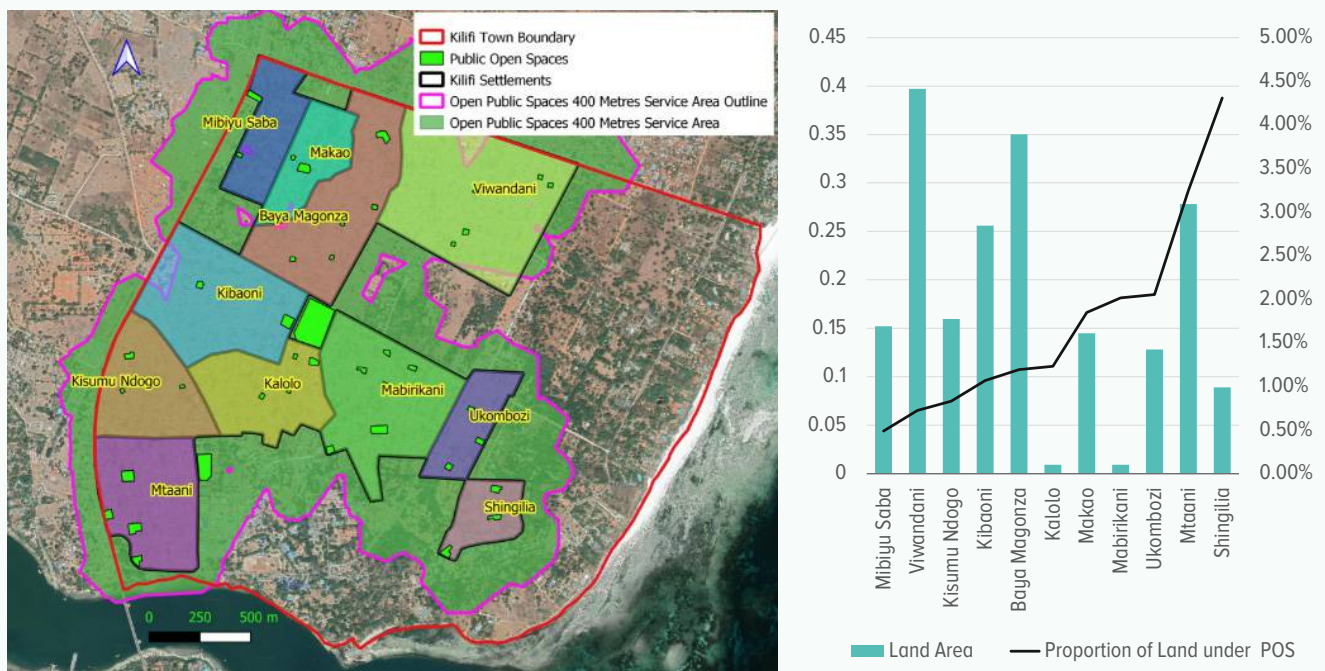 Kilifi Town Boundary
Public Open Spaces
Kilifi Settlements
Open Public Spaces 400 Metres Service Area Outline
Open Public Spaces 400 Metres Service Area
Mibiyu Saba
Makao
Viwandani
Baya Magonza
Kibaoni
Kisumu Ndogo
Kalolo
Mabirikani
Ukombozi
Mtaani
Shingilia
0 250 500 m
0.45
0.4
0.35
0.3
0.25
0.2
0.15
0.1
0.05
0
5.00%
4.50%
4.00%
3.50%
3.00%
2.50%
2.00%
1.50%
1.00%
0.50%
0.00%
Mibiyu Saba
Viwandani
Kisumu Ndogo
Kibaoni
Baya Magonza
Kalolo
Makao
Mabirikani
Ukombozi
Mtaani
Shingilia
Land Area
Proportion of Land under POS